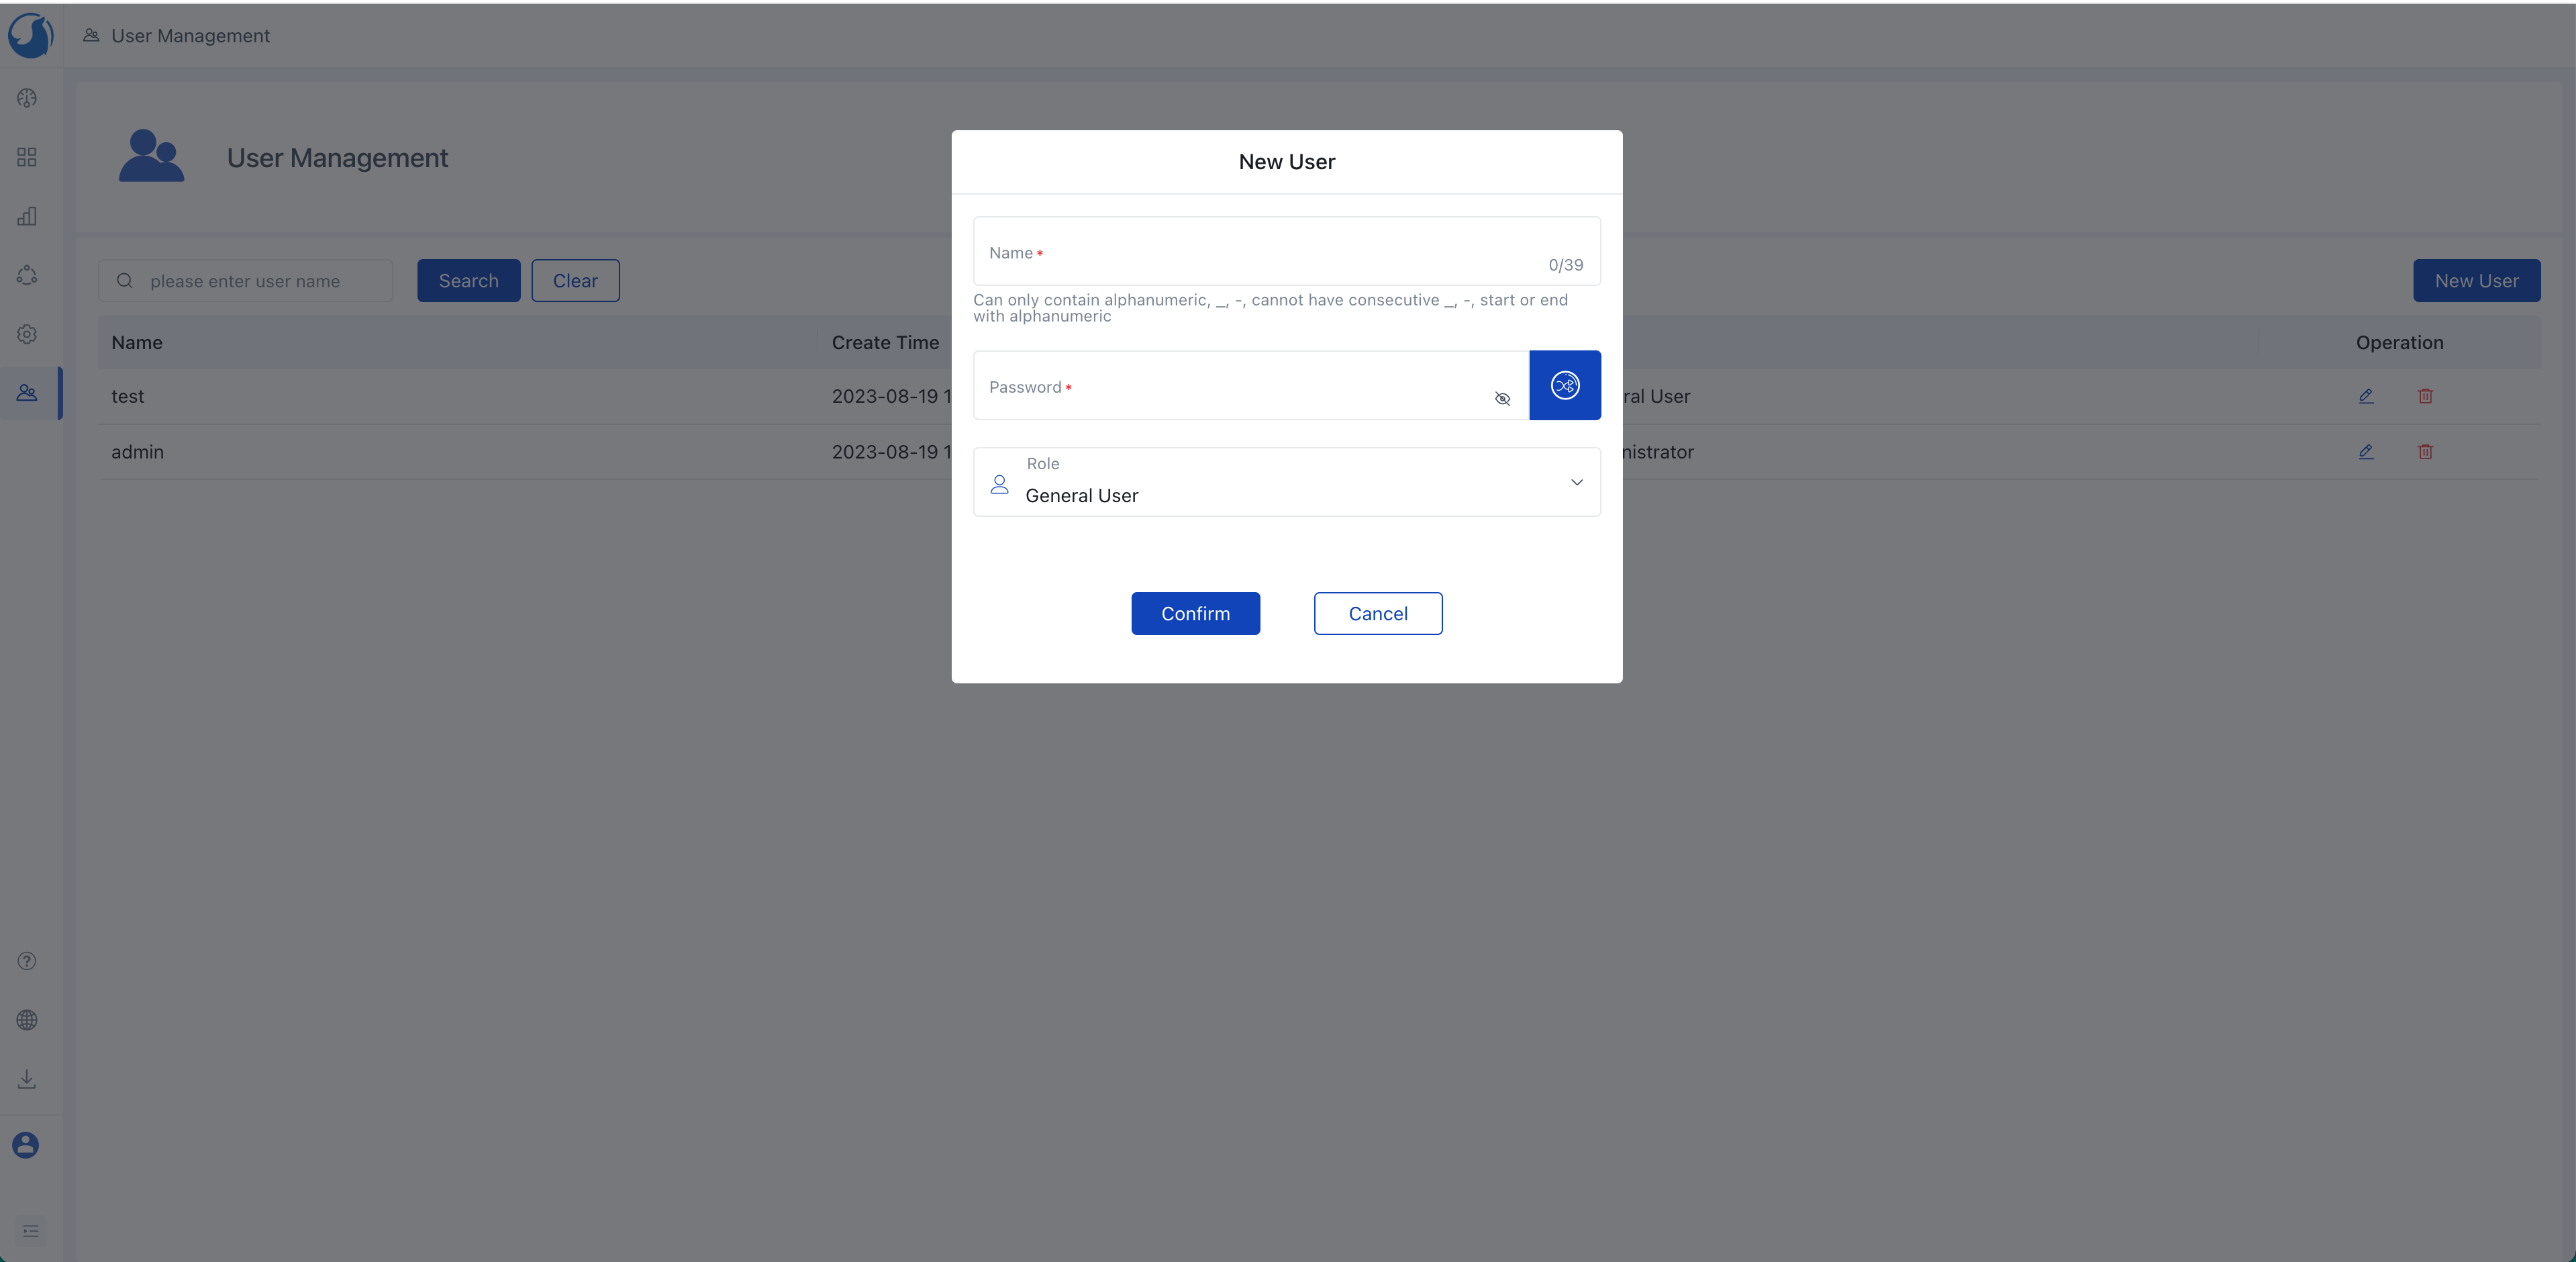 User Management
User Management
please enter user name
Search
Clear
New User
Name
Create Time
Operation
test
2023-08-19 1
ral User
admin
2023-08-19 1
nistrator
New User
Name *
0/39
Can only contain alphanumeric, _, -, cannot have consecutive _, -, start or end
with alphanumeric
Password *
Role
General User
Confirm
Cancel